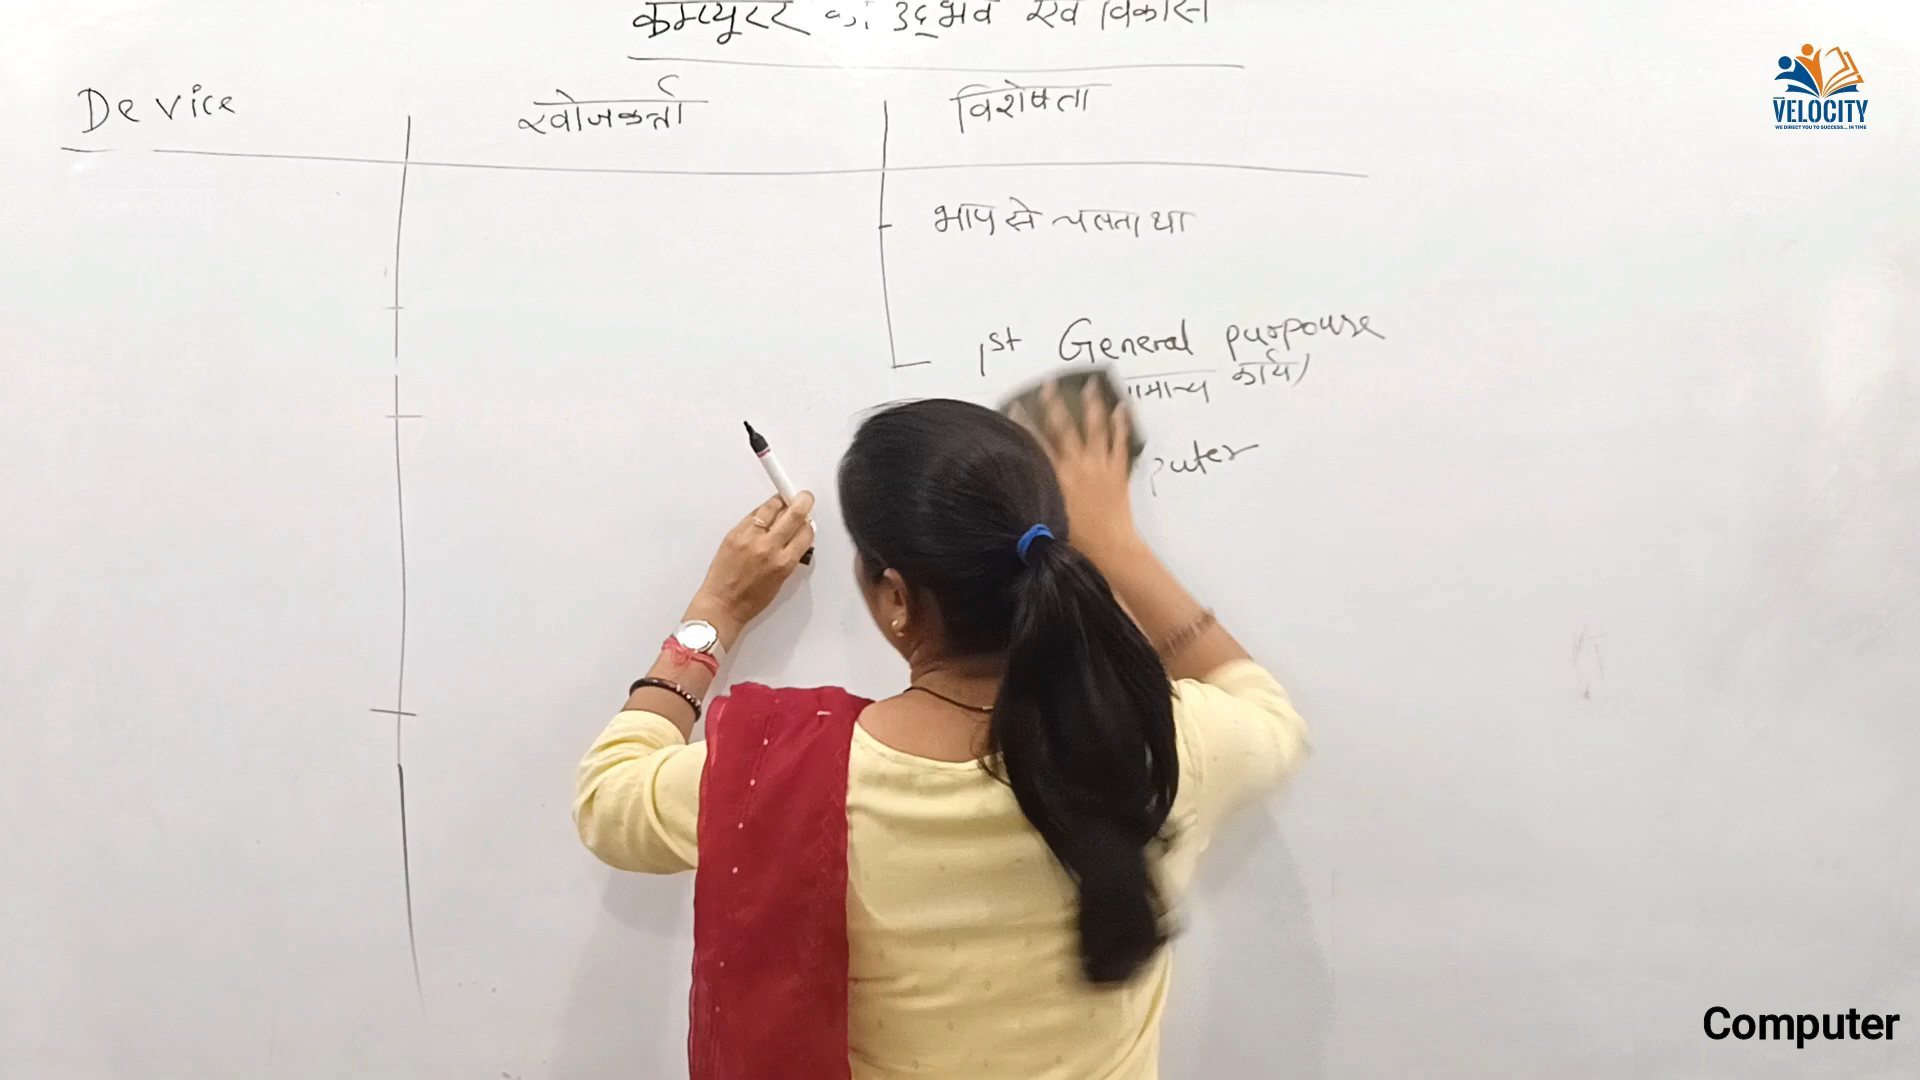 कम्प्यूटर का उद्भव एवं विकास
Device
खोजकर्ता
विशेषता
भाप से चलता था
1st General purpouse
कार्य)
puter
VELOCITY
WE DIRECT YOU TO SUCCESS... IN TIME
Computer